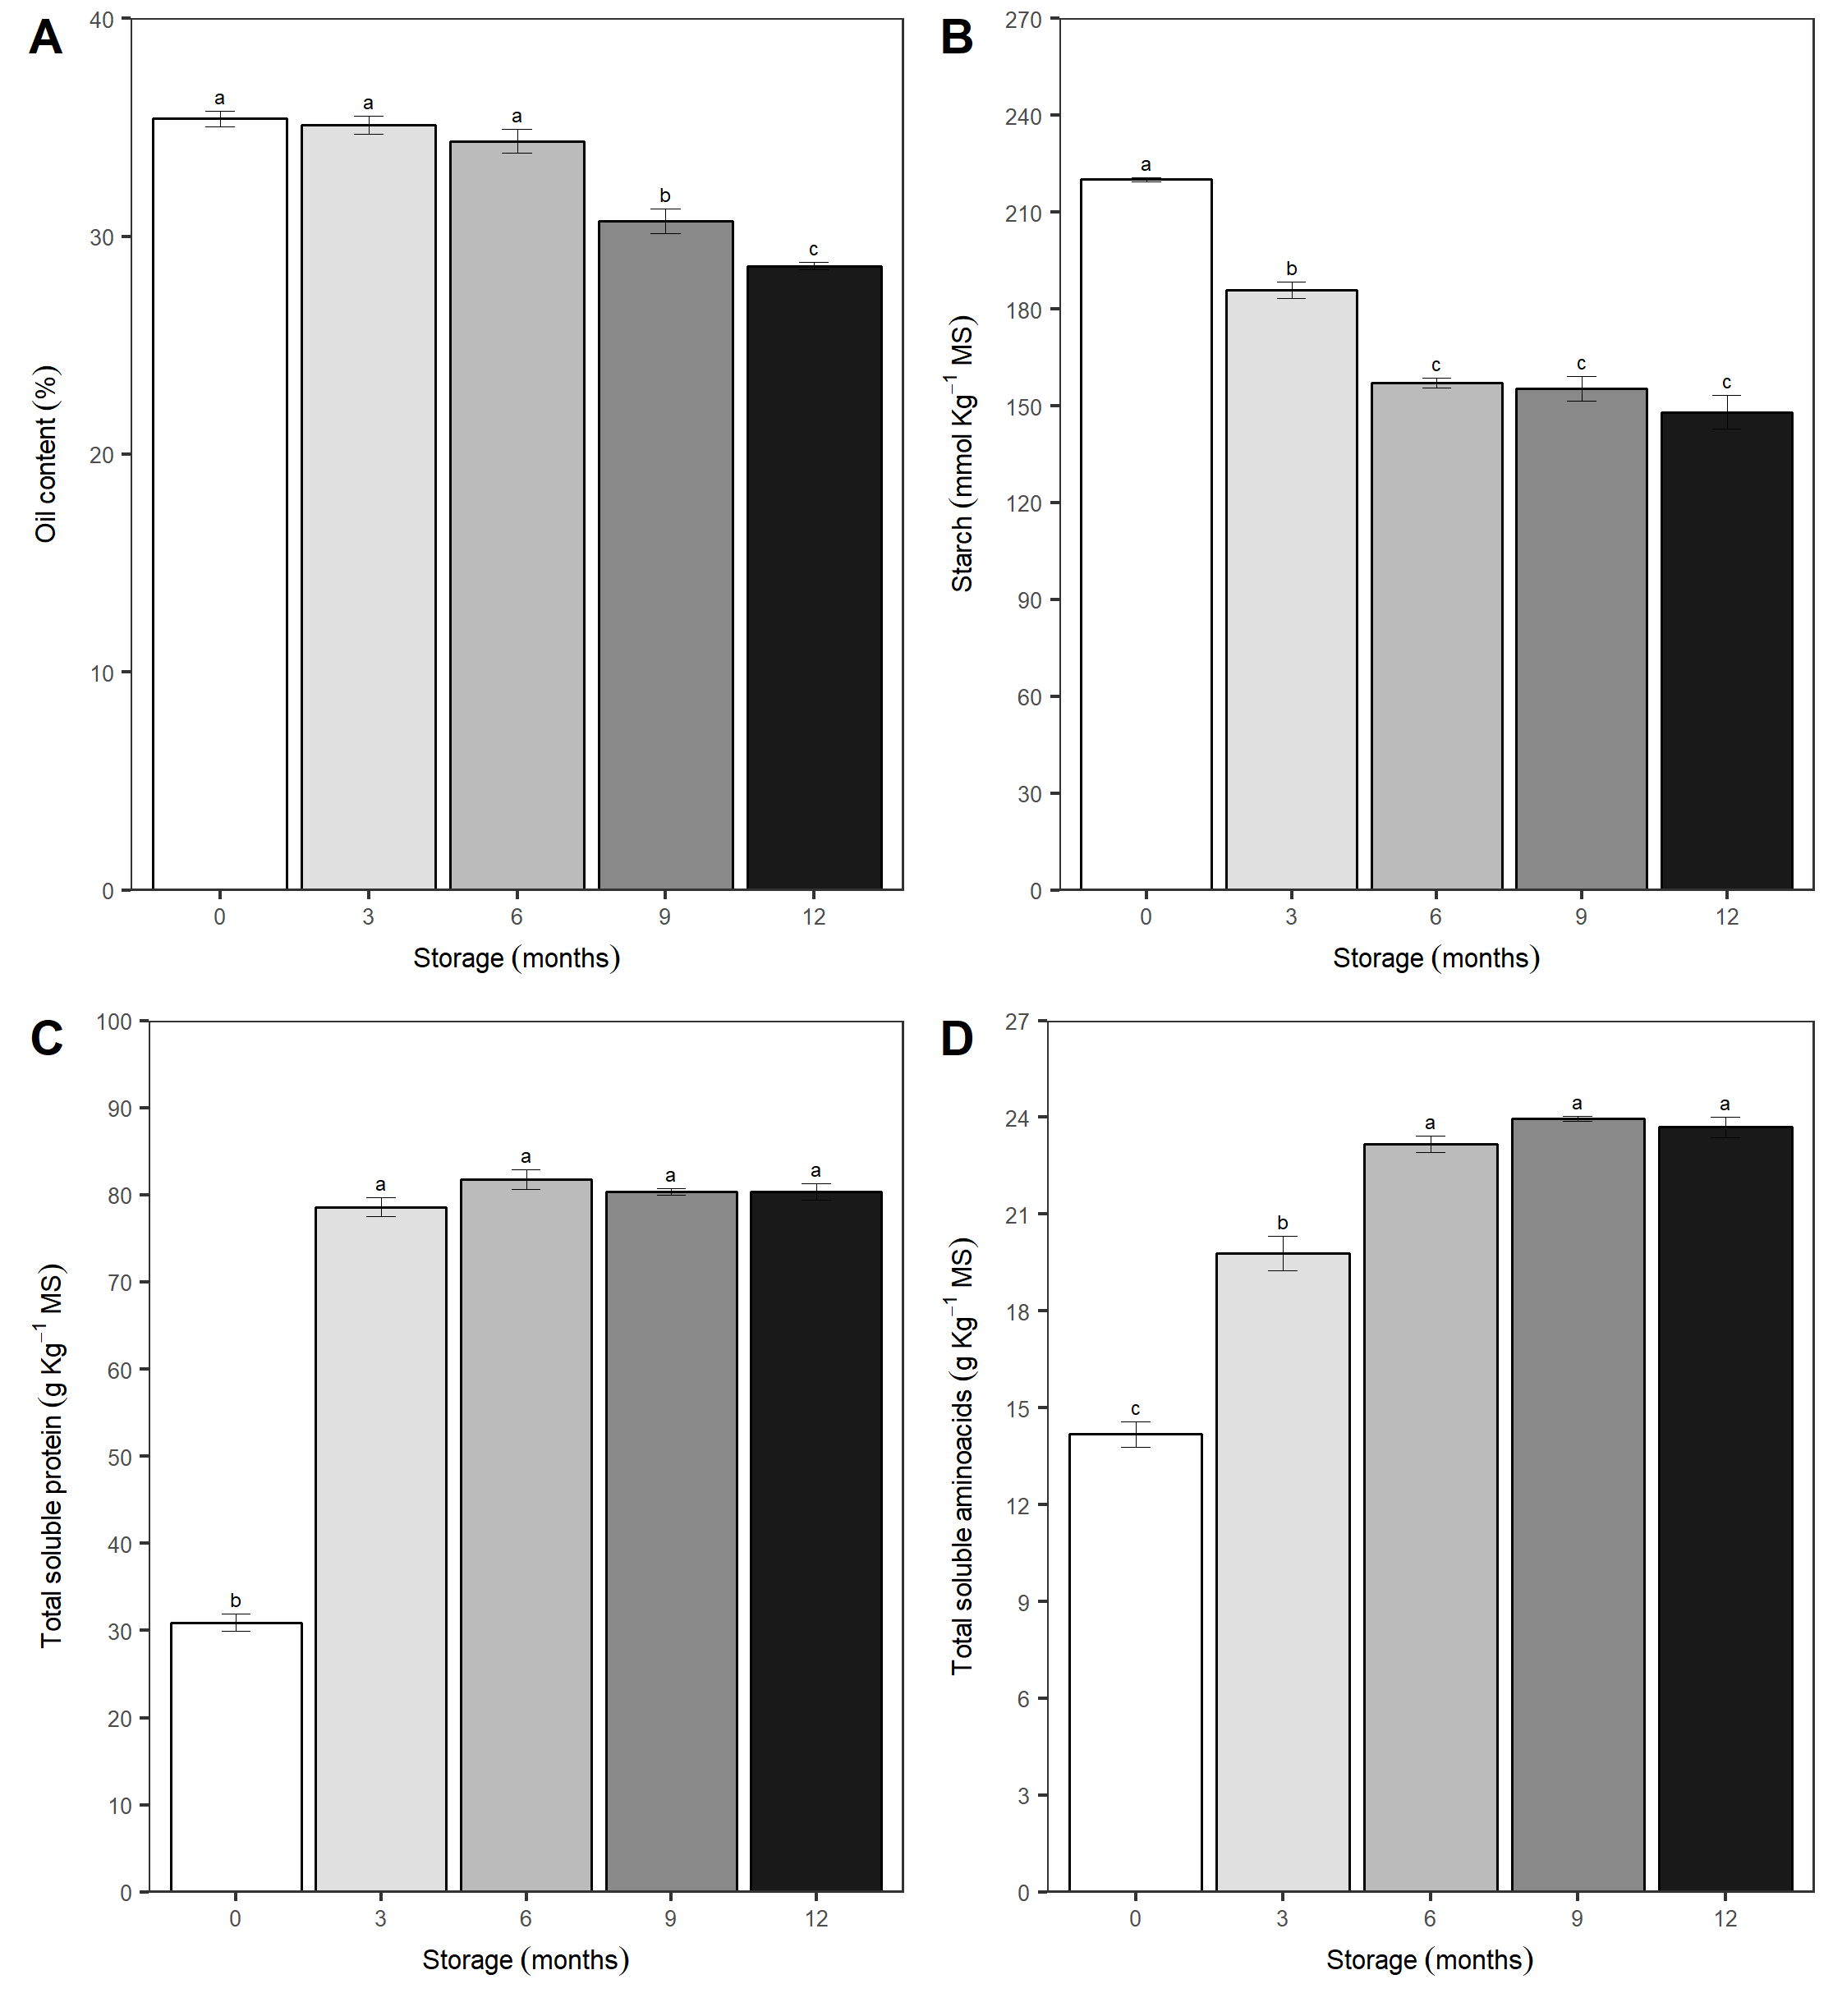 A
40
30
20
10
0
Oil content (%)
a
a
a
b
c
0 3 6 9 12
Storage (months)
B
270
240
210
180
150
120
90
60
30
0
Starch (mmol Kg⁻¹ MS)
a
b
c
c
c
0 3 6 9 12
Storage (months)
C
100
90
80
70
60
50
40
30
20
10
0
Total soluble protein (g Kg⁻¹ MS)
b
a
a
a
a
0 3 6 9 12
Storage (months)
D
27
24
21
18
15
12
9
6
3
0
Total soluble aminoacids (g Kg⁻¹ MS)
c
b
a
a
a
0 3 6 9 12
Storage (months)